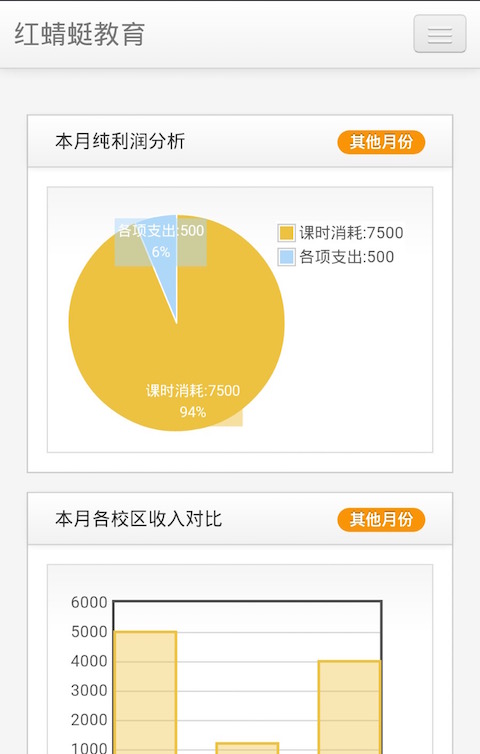 红蜻蜓教育
本月纯利润分析
其他月份
各项支出:500
6%
课时消耗:7500
各项支出:500
课时消耗:7500
94%
本月各校区收入对比
其他月份
6000
5000
4000
3000
2000
1000